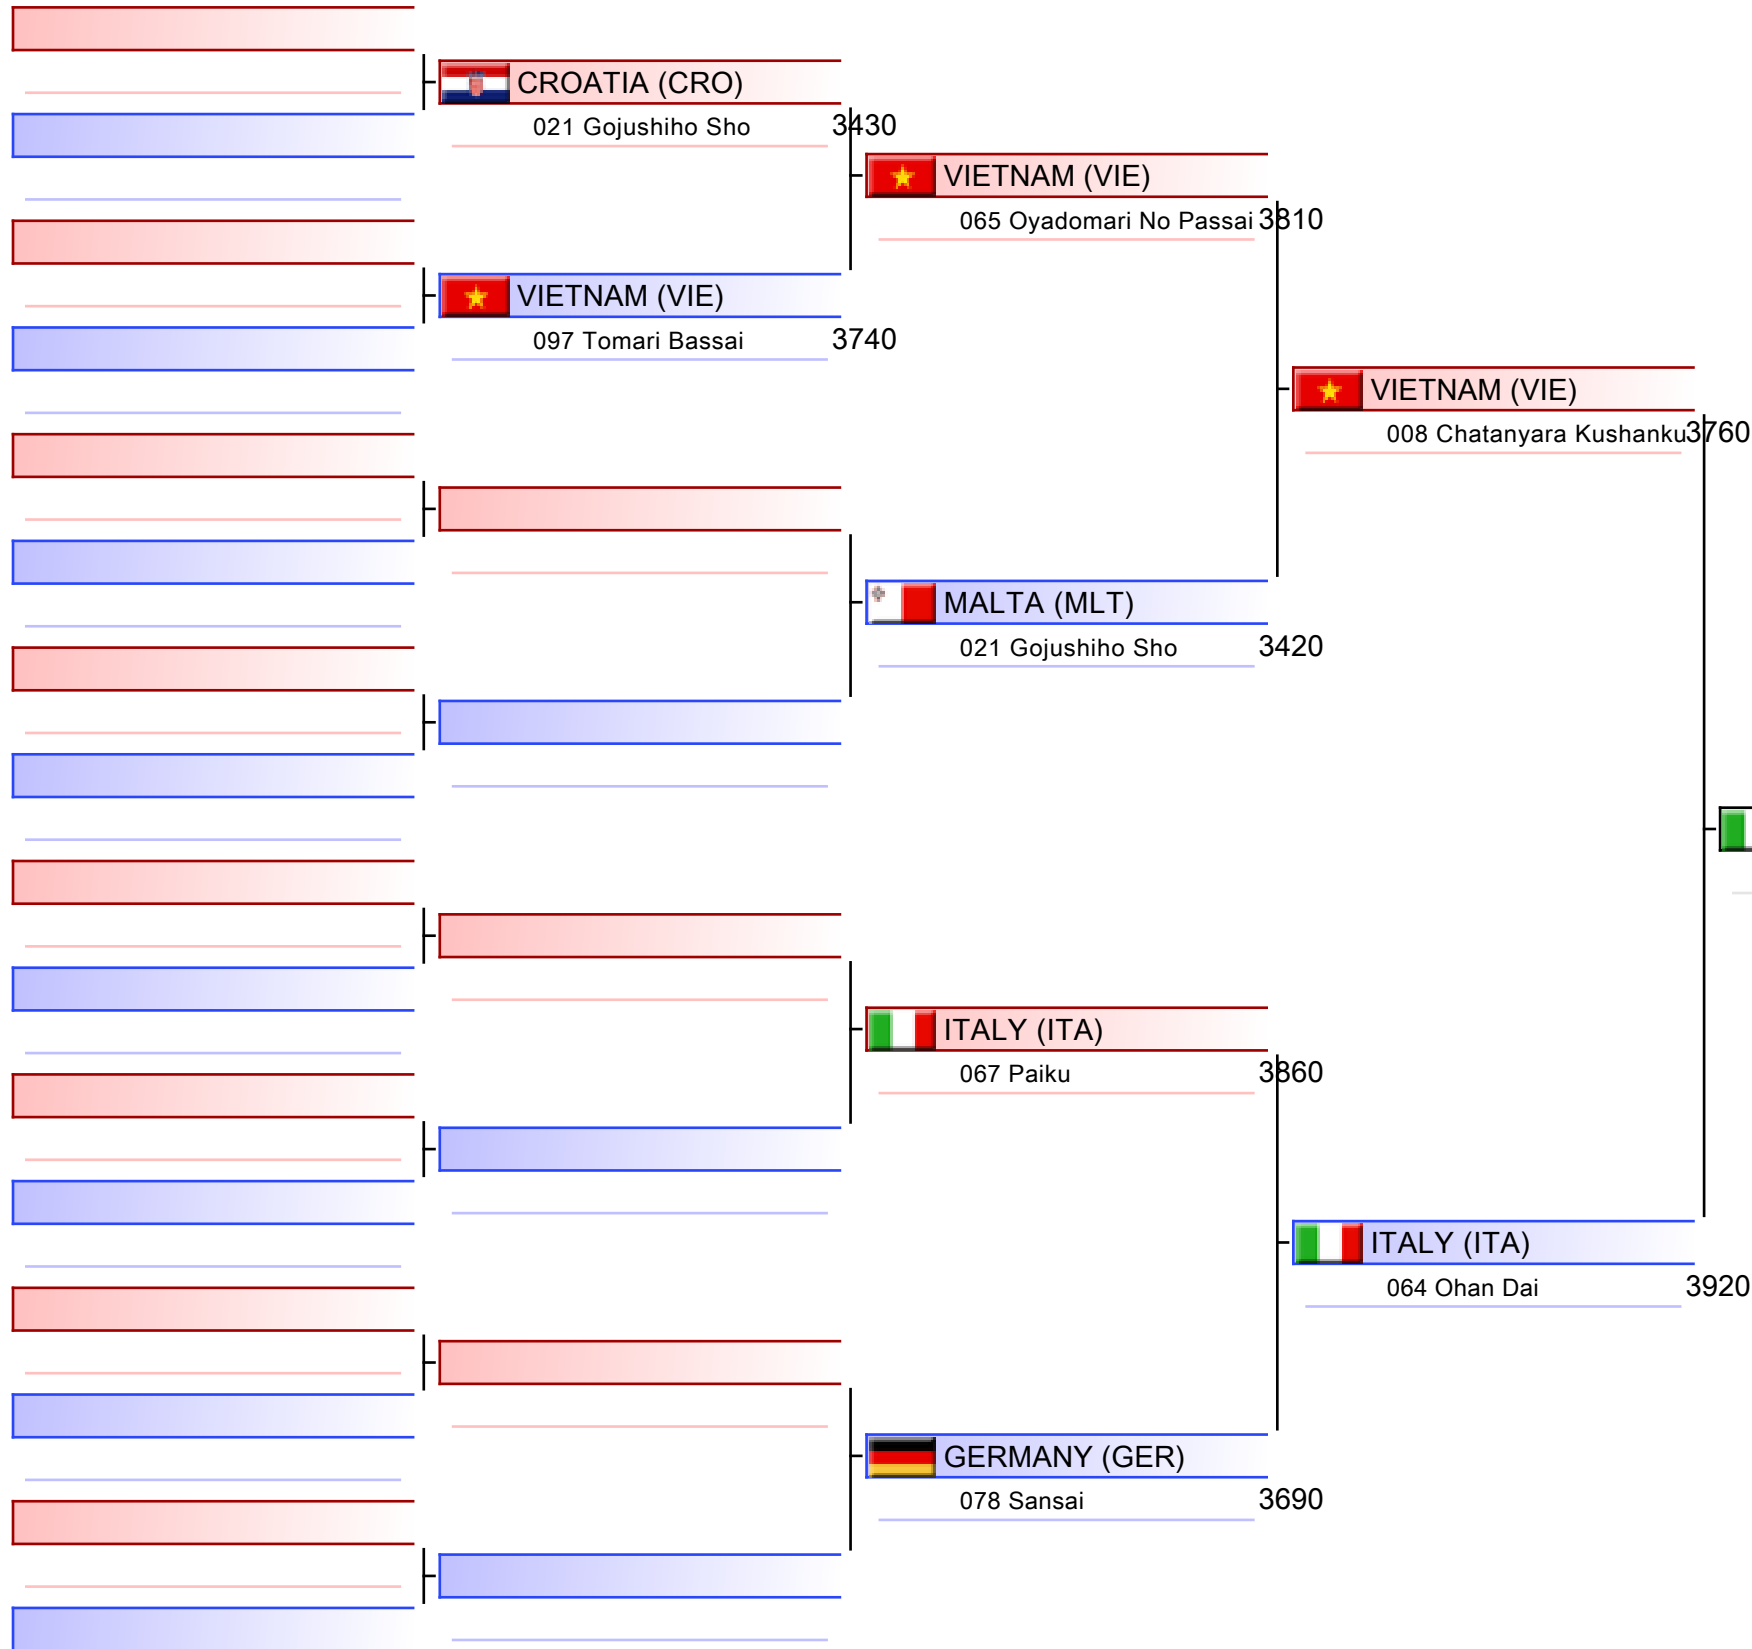 CROATIA (CRO)
021 Gojushiho Sho 3430
VIETNAM (VIE)
065 Oyadomari No Passai 3810
VIETNAM (VIE)
097 Tomari Bassai 3740
VIETNAM (VIE)
008 Chatanyara Kushanku 3760
MALTA (MLT)
021 Gojushiho Sho 3420
ITALY (ITA)
067 Paiku 3860
ITALY (ITA)
064 Ohan Dai 3920
GERMANY (GER)
078 Sansai 3690